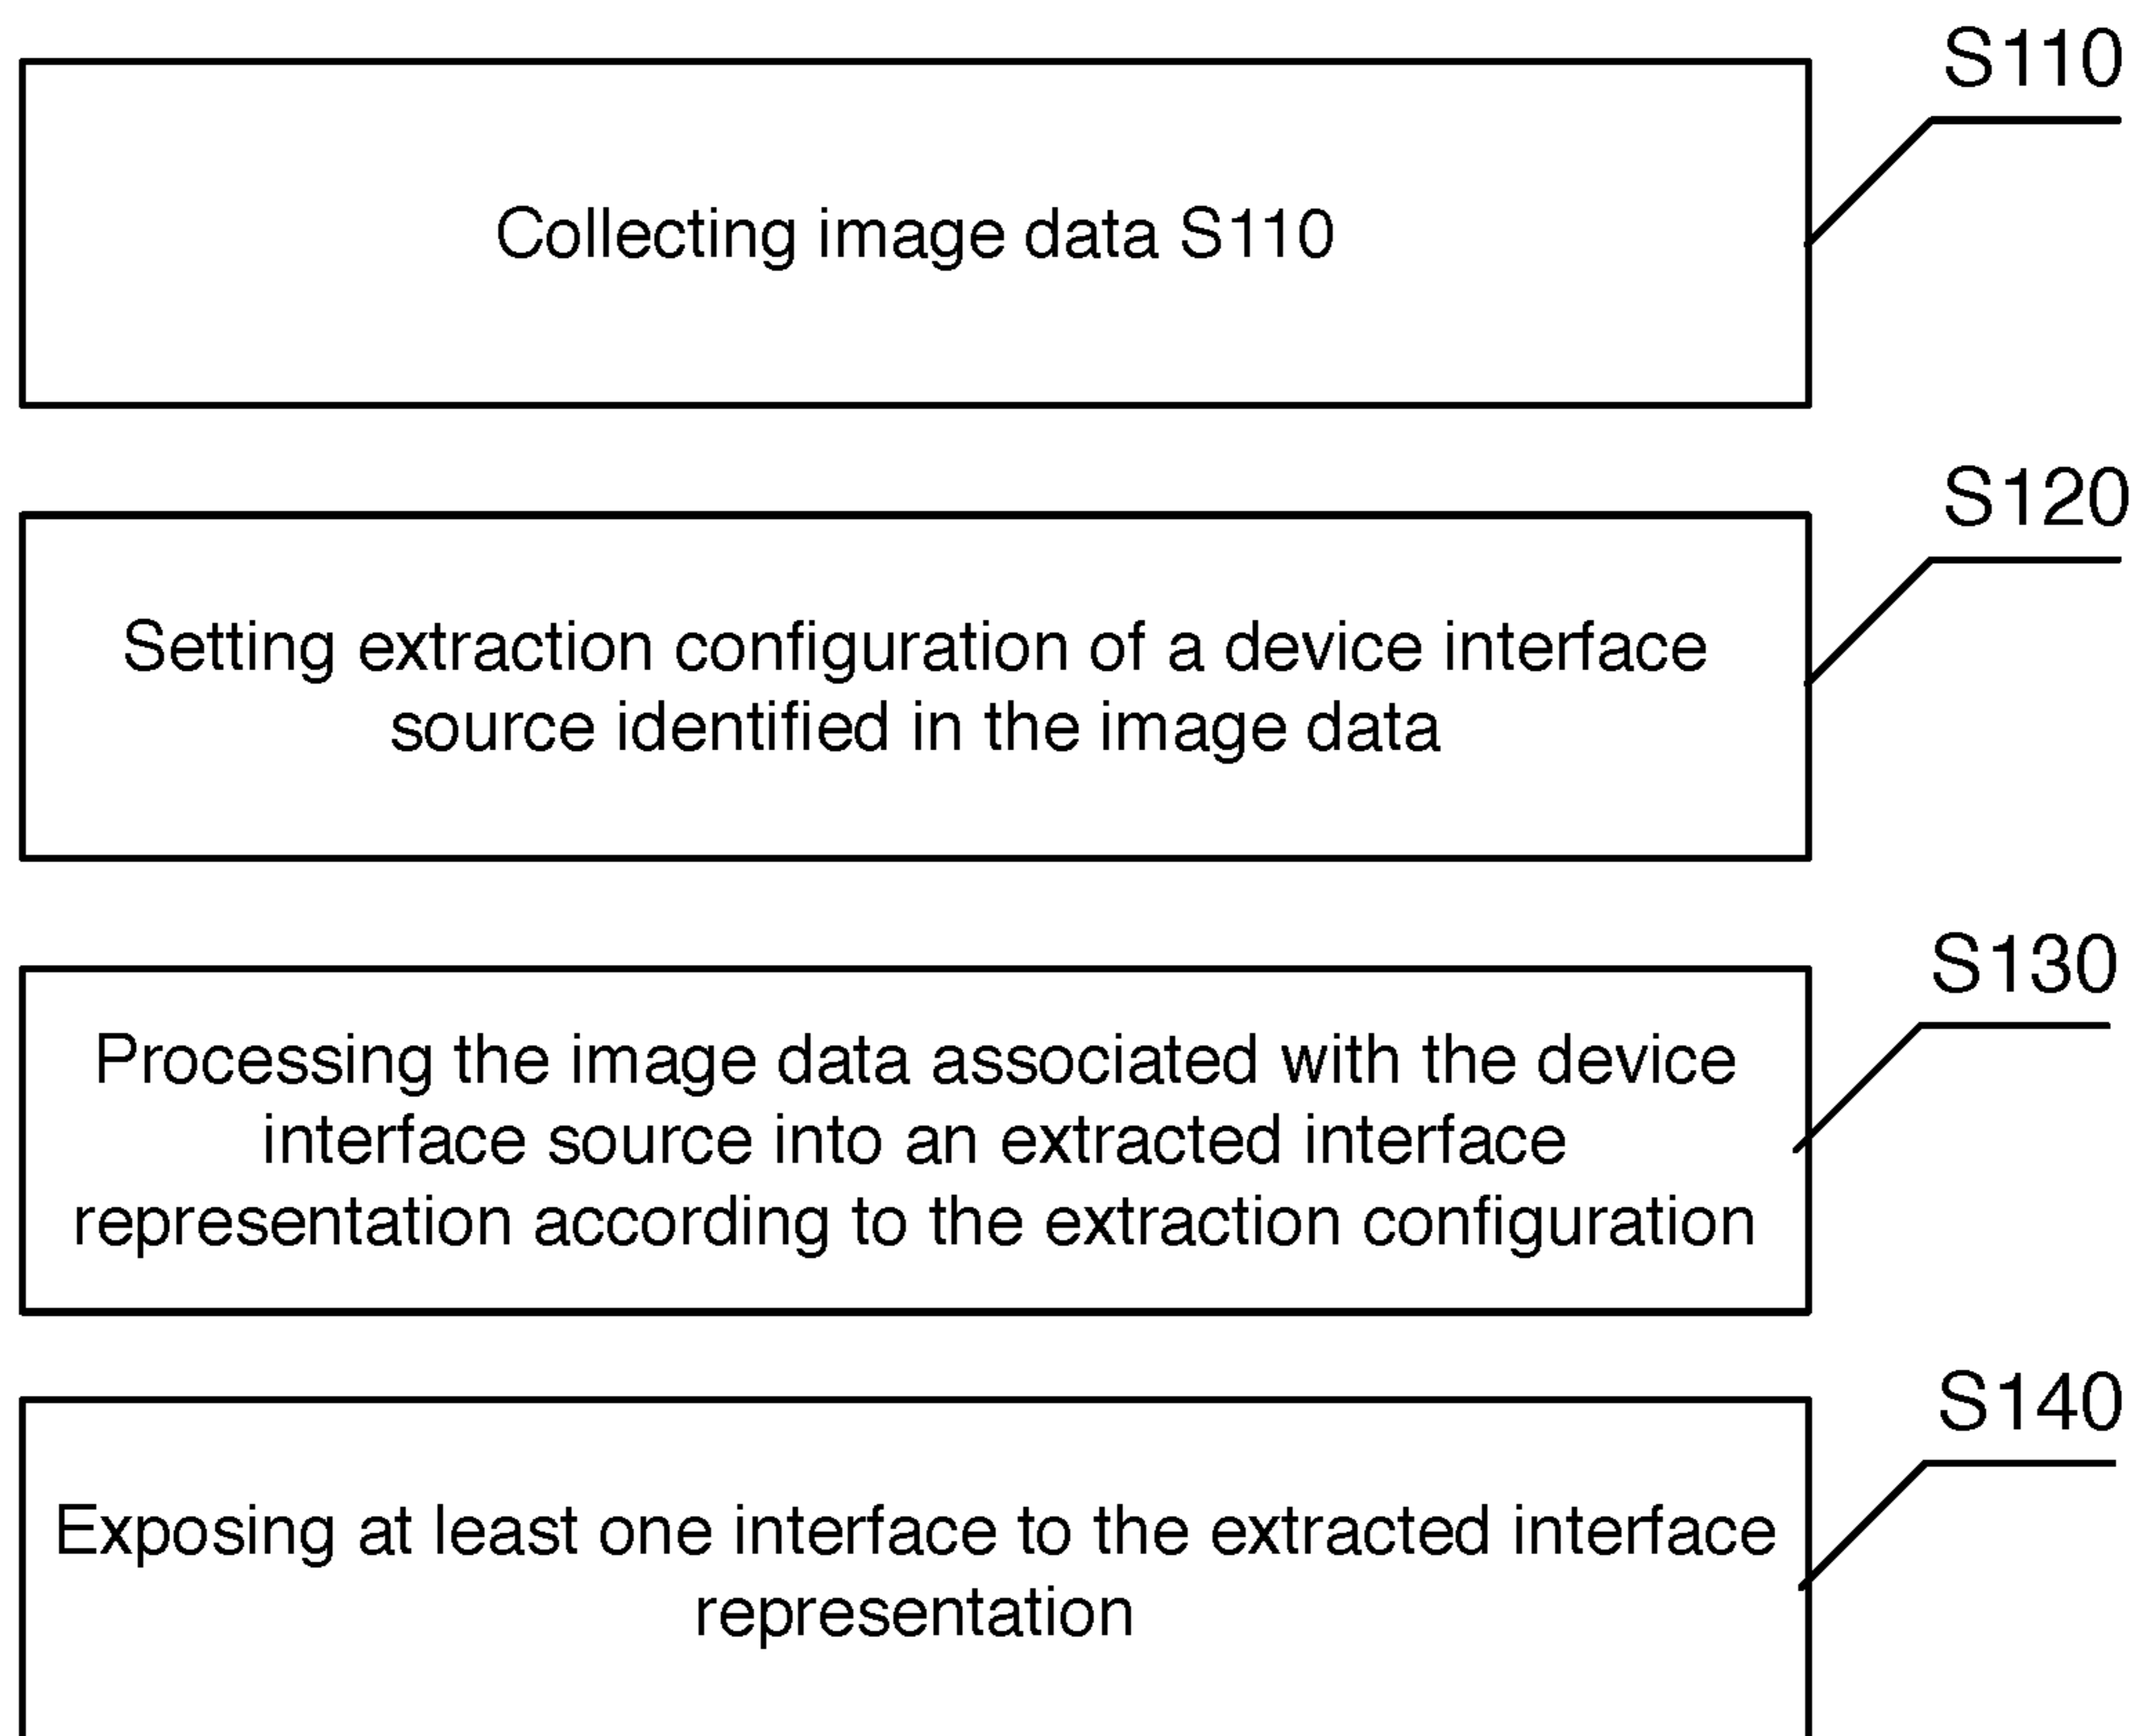 S110
Collecting image data S110
S120
Setting extraction configuration of a device interface
source identified in the image data
S130
Processing the image data associated with the device
interface source into an extracted interface
representation according to the extraction configuration
S140
Exposing at least one interface to the extracted interface
representation